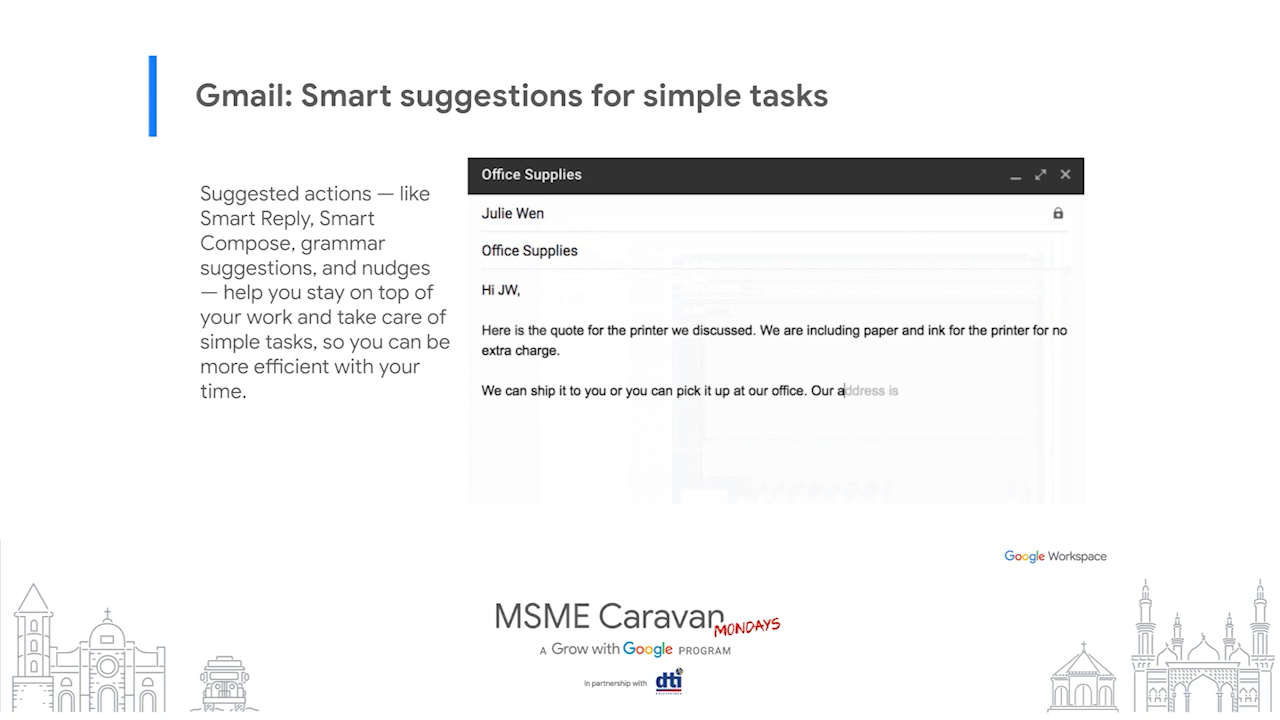 Gmail: Smart suggestions for simple tasks
Suggested actions — like
Smart Reply, Smart
Compose, grammar
suggestions, and nudges
— help you stay on top of
your work and take care of
simple tasks, so you can be
more efficient with your
time.
Office Supplies
Julie Wen
Office Supplies
Hi JW,
Here is the quote for the printer we discussed. We are including paper and ink for the printer for no
extra charge.
We can ship it to you or you can pick it up at our office. Our address is
Google Workspace
MSME Caravan
MONDAYS
A Grow with Google PROGRAM
in partnership with dti
PHILIPPINES